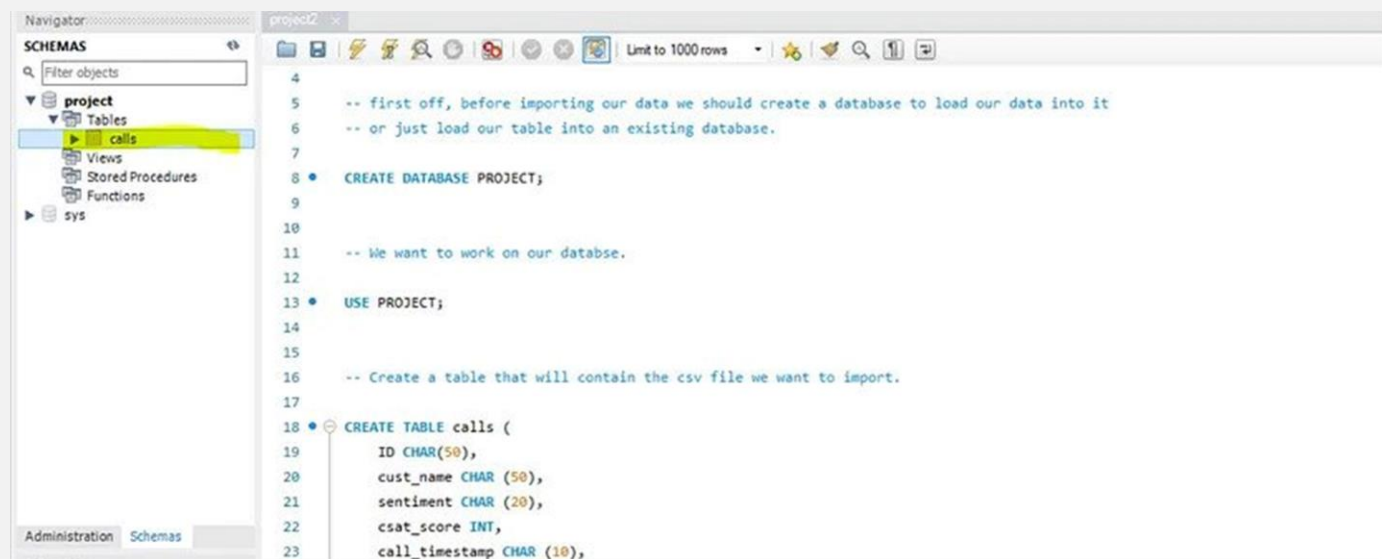 Navigator
project2
SCHEMAS
Filter objects
project
Tables
calls
Views
Stored Procedures
Functions
sys
Administration Schemas
Limit to 1000 rows
4
5 -- first off, before importing our data we should create a database to load our data into it
6 -- or just load our table into an existing database.
7
8 CREATE DATABASE PROJECT;
9
10
11 -- We want to work on our databse.
12
13 USE PROJECT;
14
15
16 -- Create a table that will contain the csv file we want to import.
17
18 CREATE TABLE calls (
19 ID CHAR(50),
20 cust_name CHAR (50),
21 sentiment CHAR (20),
22 csat_score INT,
23 call_timestamp CHAR (10),